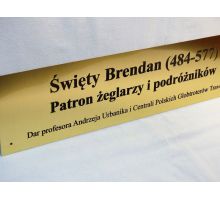 Święty Brendan (484-577)
Patron żeglarzy i podróżników
Dar profesora Andrzeja Urbanika i Centrali Polskich Globtroterów